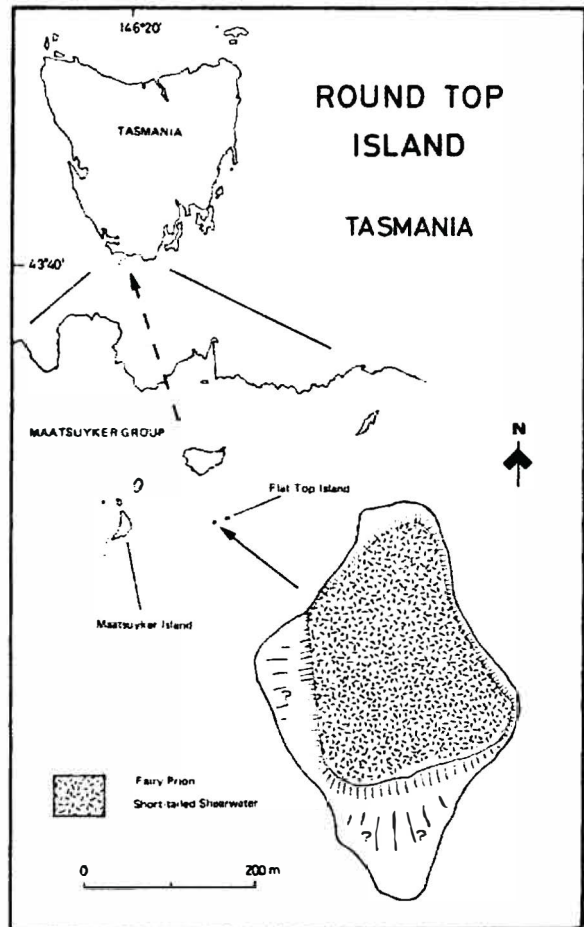 146°20'
ROUND TOP
ISLAND
TASMANIA
TASMANIA
43°40'
MAATSUYKER GROUP
N
Flat Top Island
Maatsuyker Island
?
Fairy Prion
Short-tailed Shearwater
? ?
0 200 m